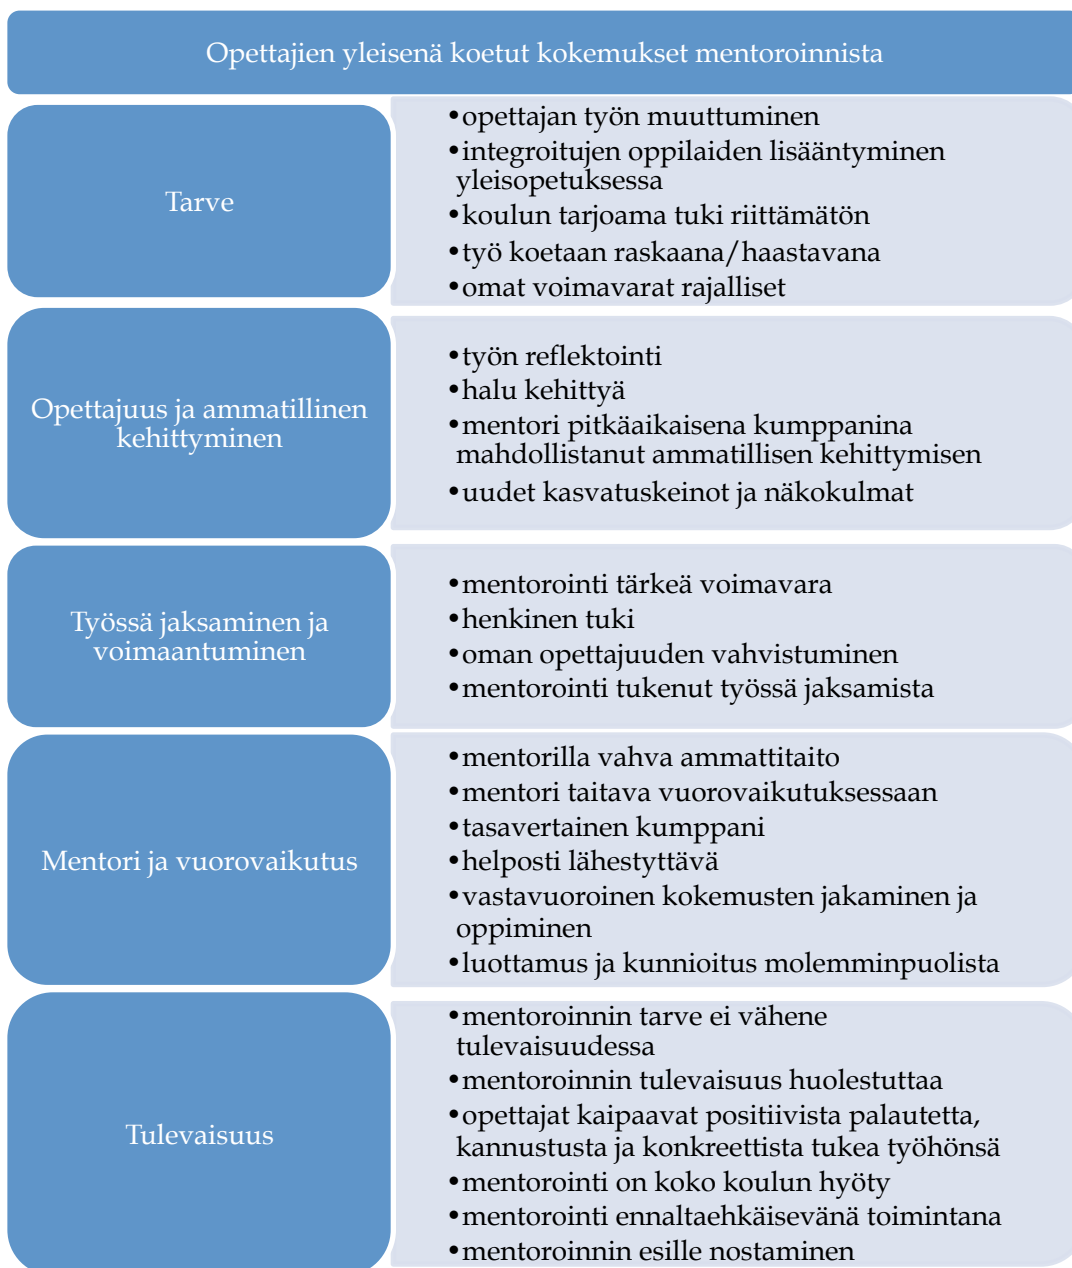 Opettajien yleisenä koetut kokemukset mentoroinnista
Tarve
•opettajan työn muuttuminen
•integroitujen oppilaiden lisääntyminen
yleisopetuksessa
•koulun tarjoama tuki riittämätön
•työ koetaan raskaana/haastavana
•omat voimavarat rajalliset
Opettajuus ja ammatillinen
kehittyminen
•työn reflektointi
•halu kehittyä
•mentori pitkäaikaisena kumppanina
mahdollistanut ammatillisen kehittymisen
•uudet kasvatuskeinot ja näkokulmat
Työssä jaksaminen ja
voimaantuminen
•mentorointi tärkeä voimavara
•henkinen tuki
•oman opettajuuden vahvistuminen
•mentorointi tukenut työssä jaksamista
Mentori ja vuorovaikutus
•mentorilla vahva ammattitaito
•mentori taitava vuorovaikutuksessaan
•tasavertainen kumppani
•helposti lähestyttävä
•vastavuoroinen kokemusten jakaminen ja
oppiminen
•luottamus ja kunnioitus molemminpuolista
Tulevaisuus
•mentoroinnin tarve ei vähene
tulevaisuudessa
•mentoroinnin tulevaisuus huolestuttaa
•opettajat kaipaavat positiivista palautetta,
kannustusta ja konkreettista tukea työhönsä
•mentorointi on koko koulun hyöty
•mentorointi ennaltaehkäisevänä toimintana
•mentoroinnin esille nostaminen